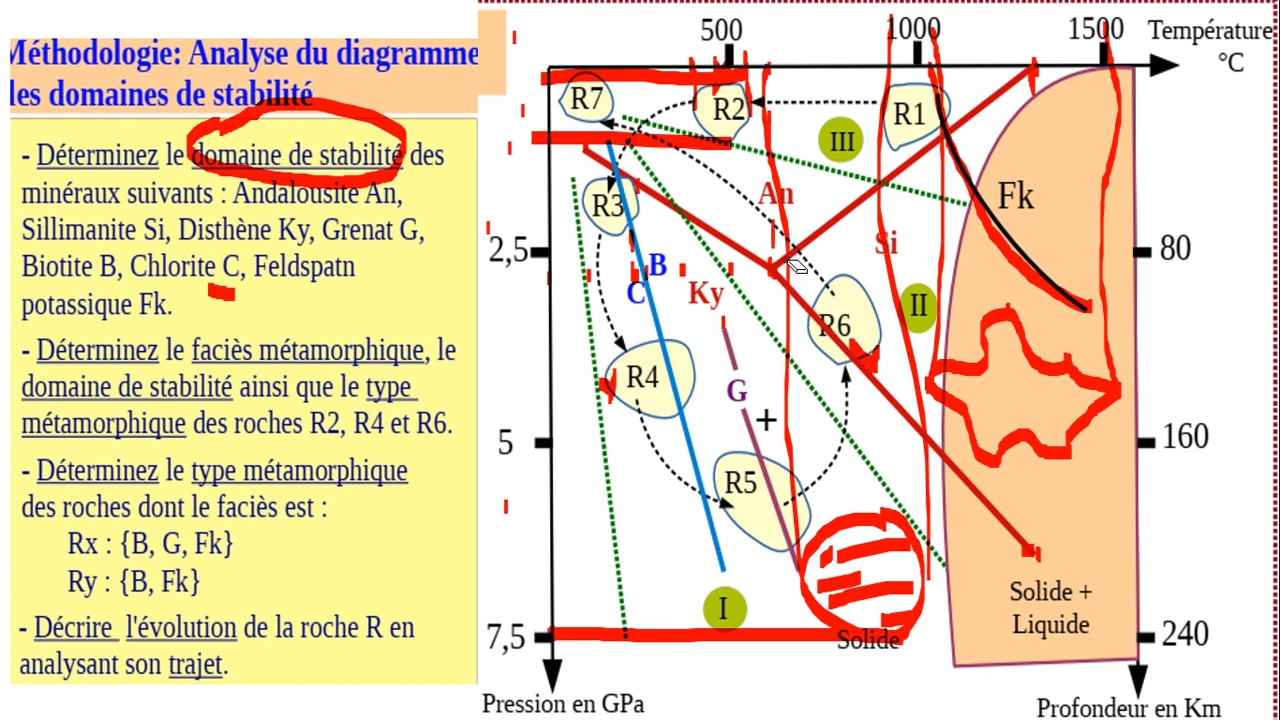 Méthodologie: Analyse du diagramme
des domaines de stabilité
- Déterminez le domaine de stabilité des
minéraux suivants : Andalousite An,
Sillimanite Si, Disthène Ky, Grenat G,
Biotite B, Chlorite C, Feldspatn
potassique Fk.
- Déterminez le faciès métamorphique, le
domaine de stabilité ainsi que le type
métamorphique des roches R2, R4 et R6.
- Déterminez le type métamorphique
des roches dont le faciès est :
Rx : {B, G, Fk}
Ry : {B, Fk}
- Décrire l'évolution de la roche R en
analysant son trajet.
500
1000
1500
Température
°C
R7
R2
R1
III
An
Fk
R3
2,5
B
C
Ky
Si
II
80
R6
R4
G
+
5
160
R5
I
Solide +
Liquide
7,5
Solide
240
Pression en GPa
Profondeur en Km